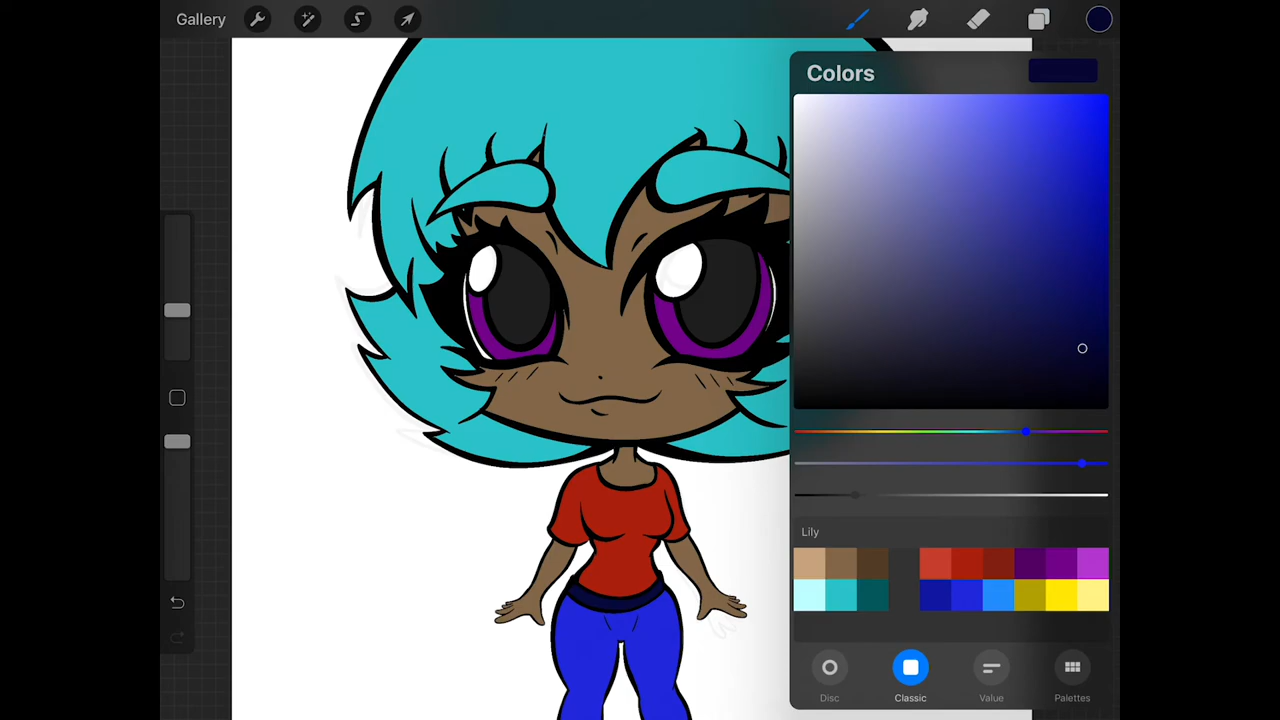 Gallery
Colors
Lily
Disc
Classic
Value
Palettes